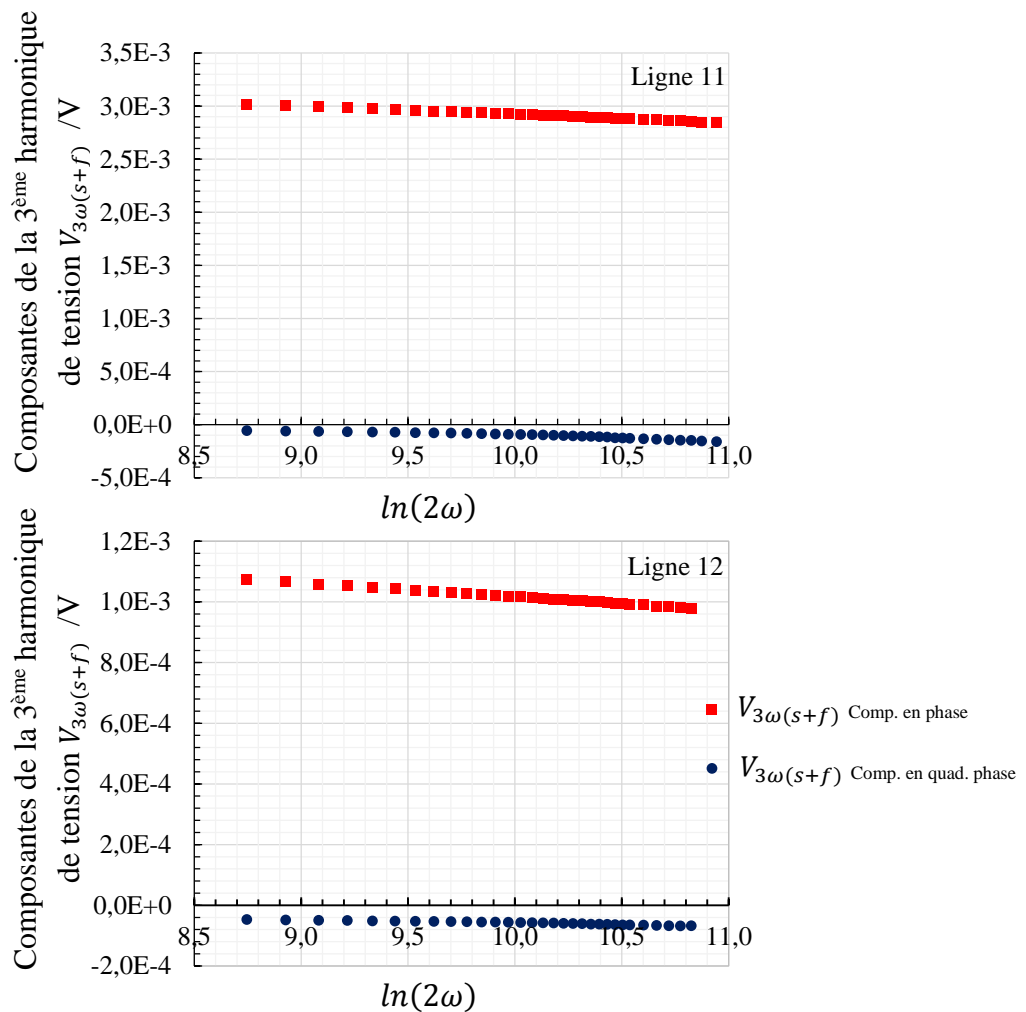 Composantes de la 3ème harmonique
de tension V3ω(s+f) /V
3,5E-3
3,0E-3
2,5E-3
2,0E-3
1,5E-3
1,0E-3
5,0E-4
0,0E+0
-5,0E-4
Ligne 11
8,5 9,0 9,5 10,0 10,5 11,0
ln(2ω)
Composantes de la 3ème harmonique
de tension V3ω(s+f) /V
1,2E-3
1,0E-3
8,0E-4
6,0E-4
4,0E-4
2,0E-4
0,0E+0
-2,0E-4
Ligne 12
8,5 9,0 9,5 10,0 10,5 11,0
ln(2ω)
V3ω(s+f) Comp. en phase
V3ω(s+f) Comp. en quad. phase